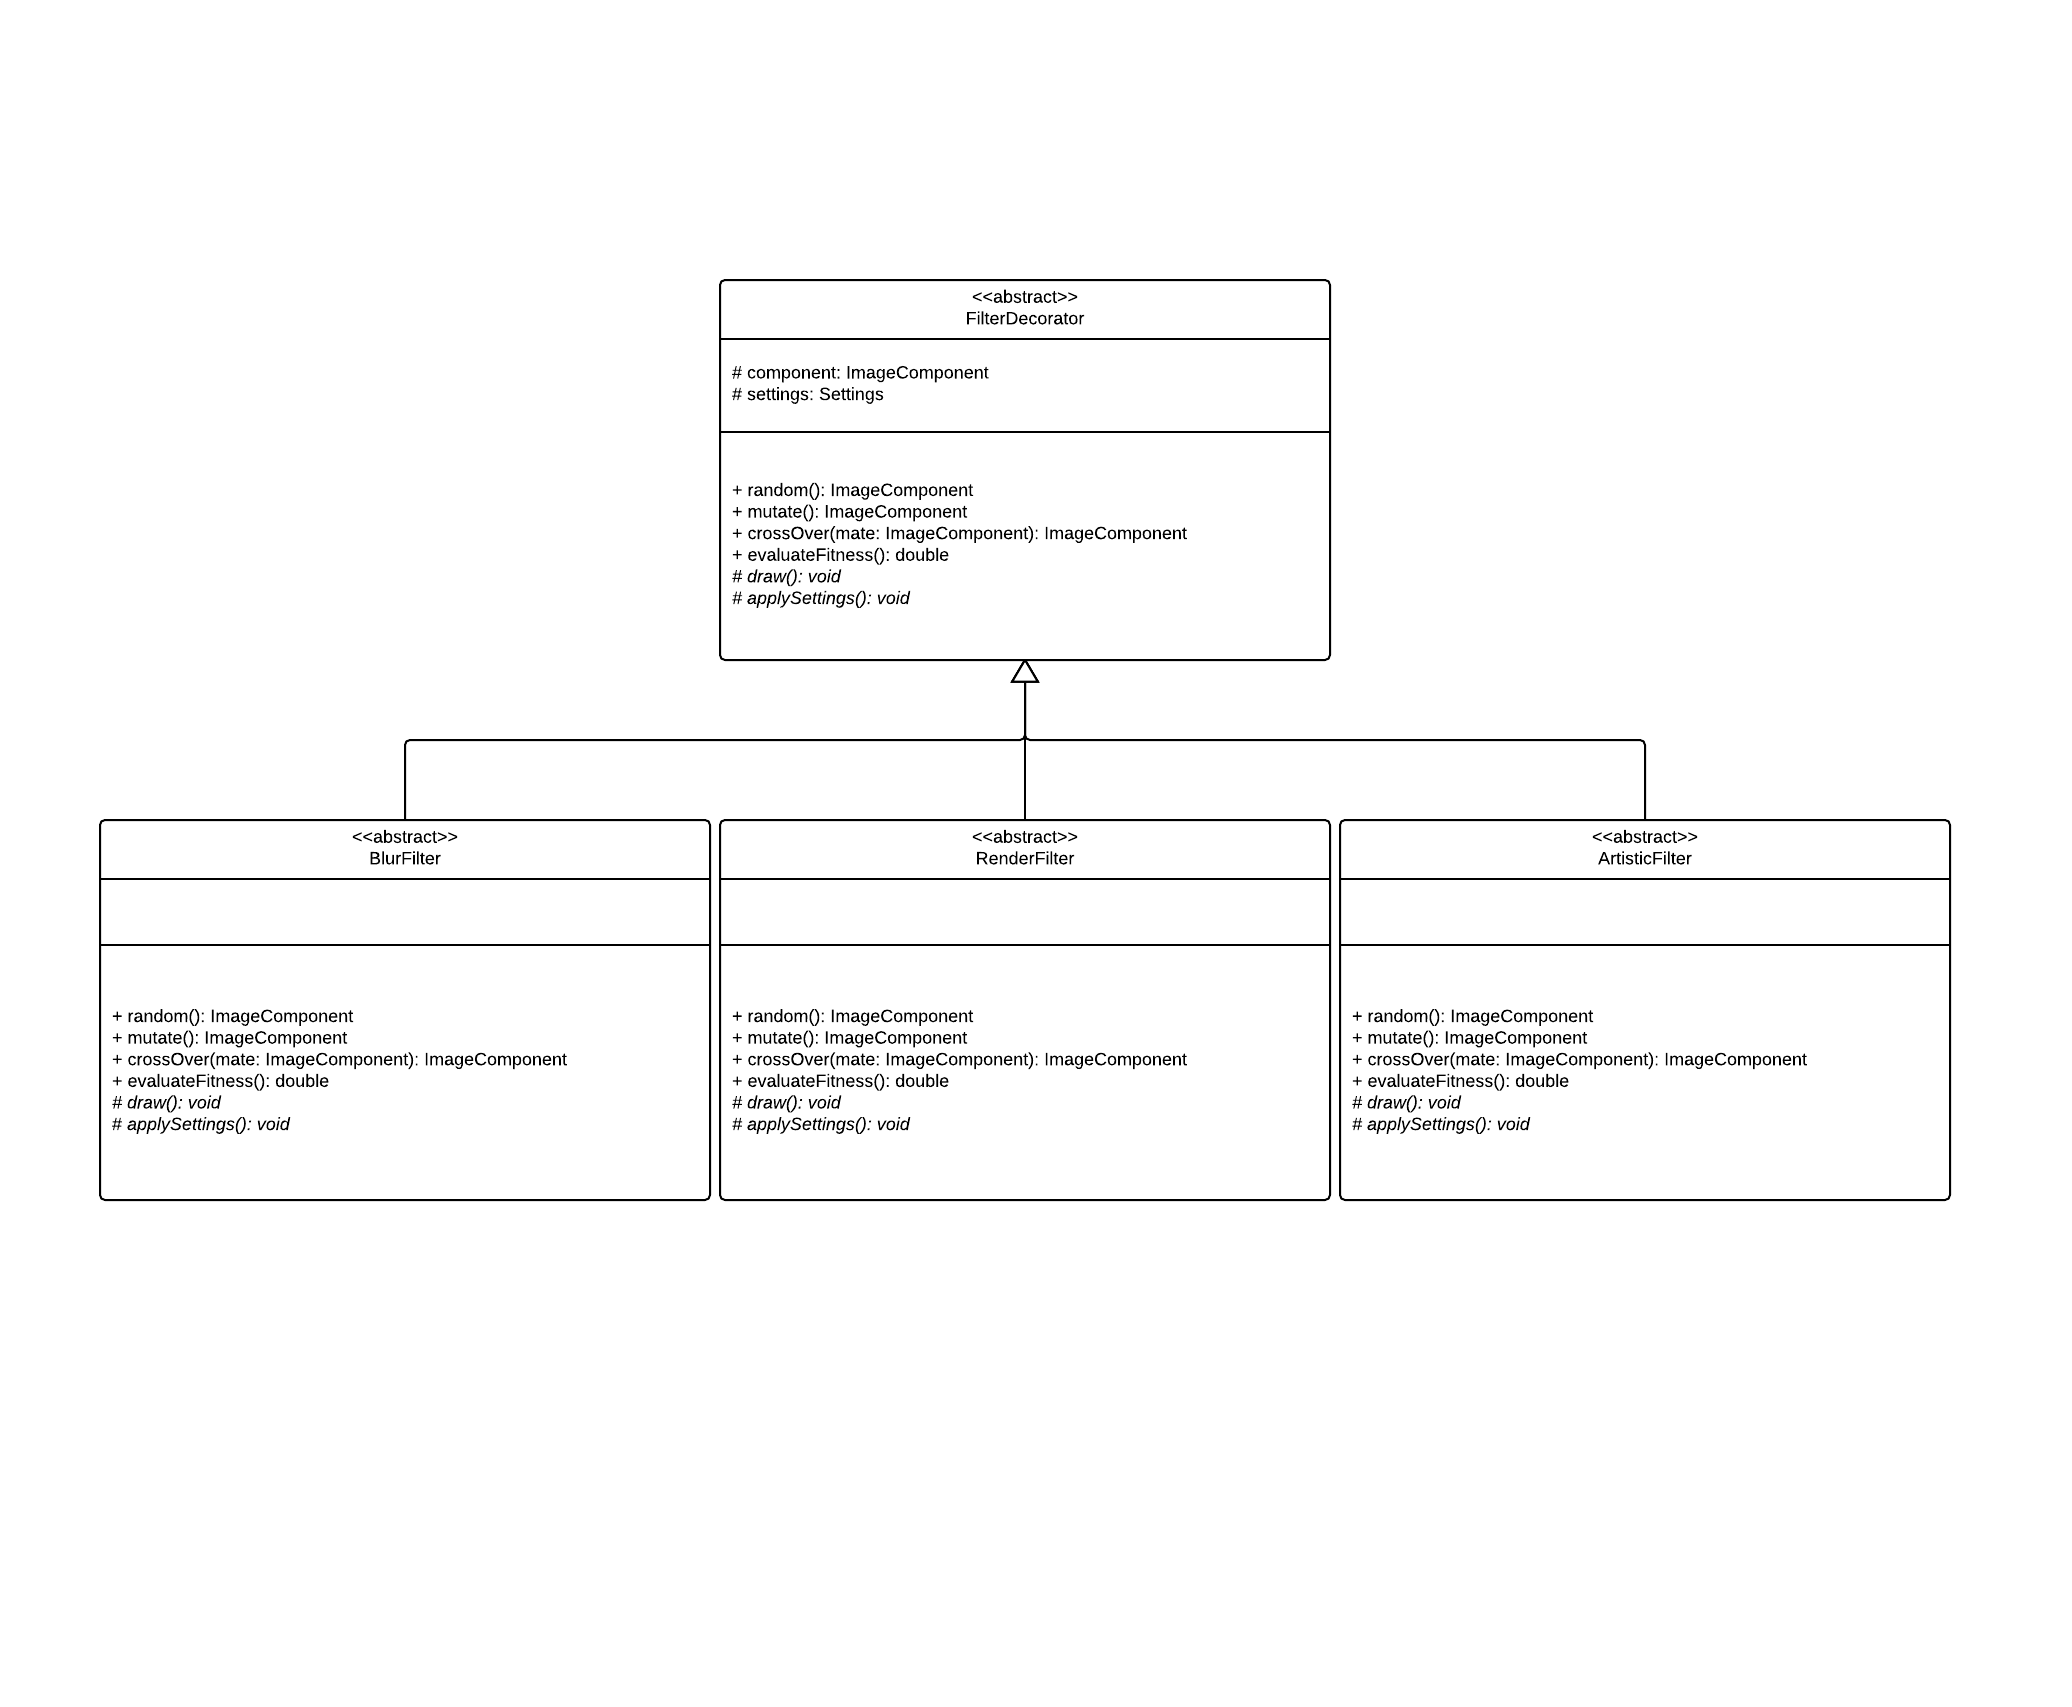 <<abstract>>
FilterDecorator
# component: ImageComponent
# settings: Settings
+ random(): ImageComponent
+ mutate(): ImageComponent
+ crossOver(mate: ImageComponent): ImageComponent
+ evaluateFitness(): double
# draw(): void
# applySettings(): void
<<abstract>>
BlurFilter
+ random(): ImageComponent
+ mutate(): ImageComponent
+ crossOver(mate: ImageComponent): ImageComponent
+ evaluateFitness(): double
# draw(): void
# applySettings(): void
<<abstract>>
RenderFilter
+ random(): ImageComponent
+ mutate(): ImageComponent
+ crossOver(mate: ImageComponent): ImageComponent
+ evaluateFitness(): double
# draw(): void
# applySettings(): void
<<abstract>>
ArtisticFilter
+ random(): ImageComponent
+ mutate(): ImageComponent
+ crossOver(mate: ImageComponent): ImageComponent
+ evaluateFitness(): double
# draw(): void
# applySettings(): void